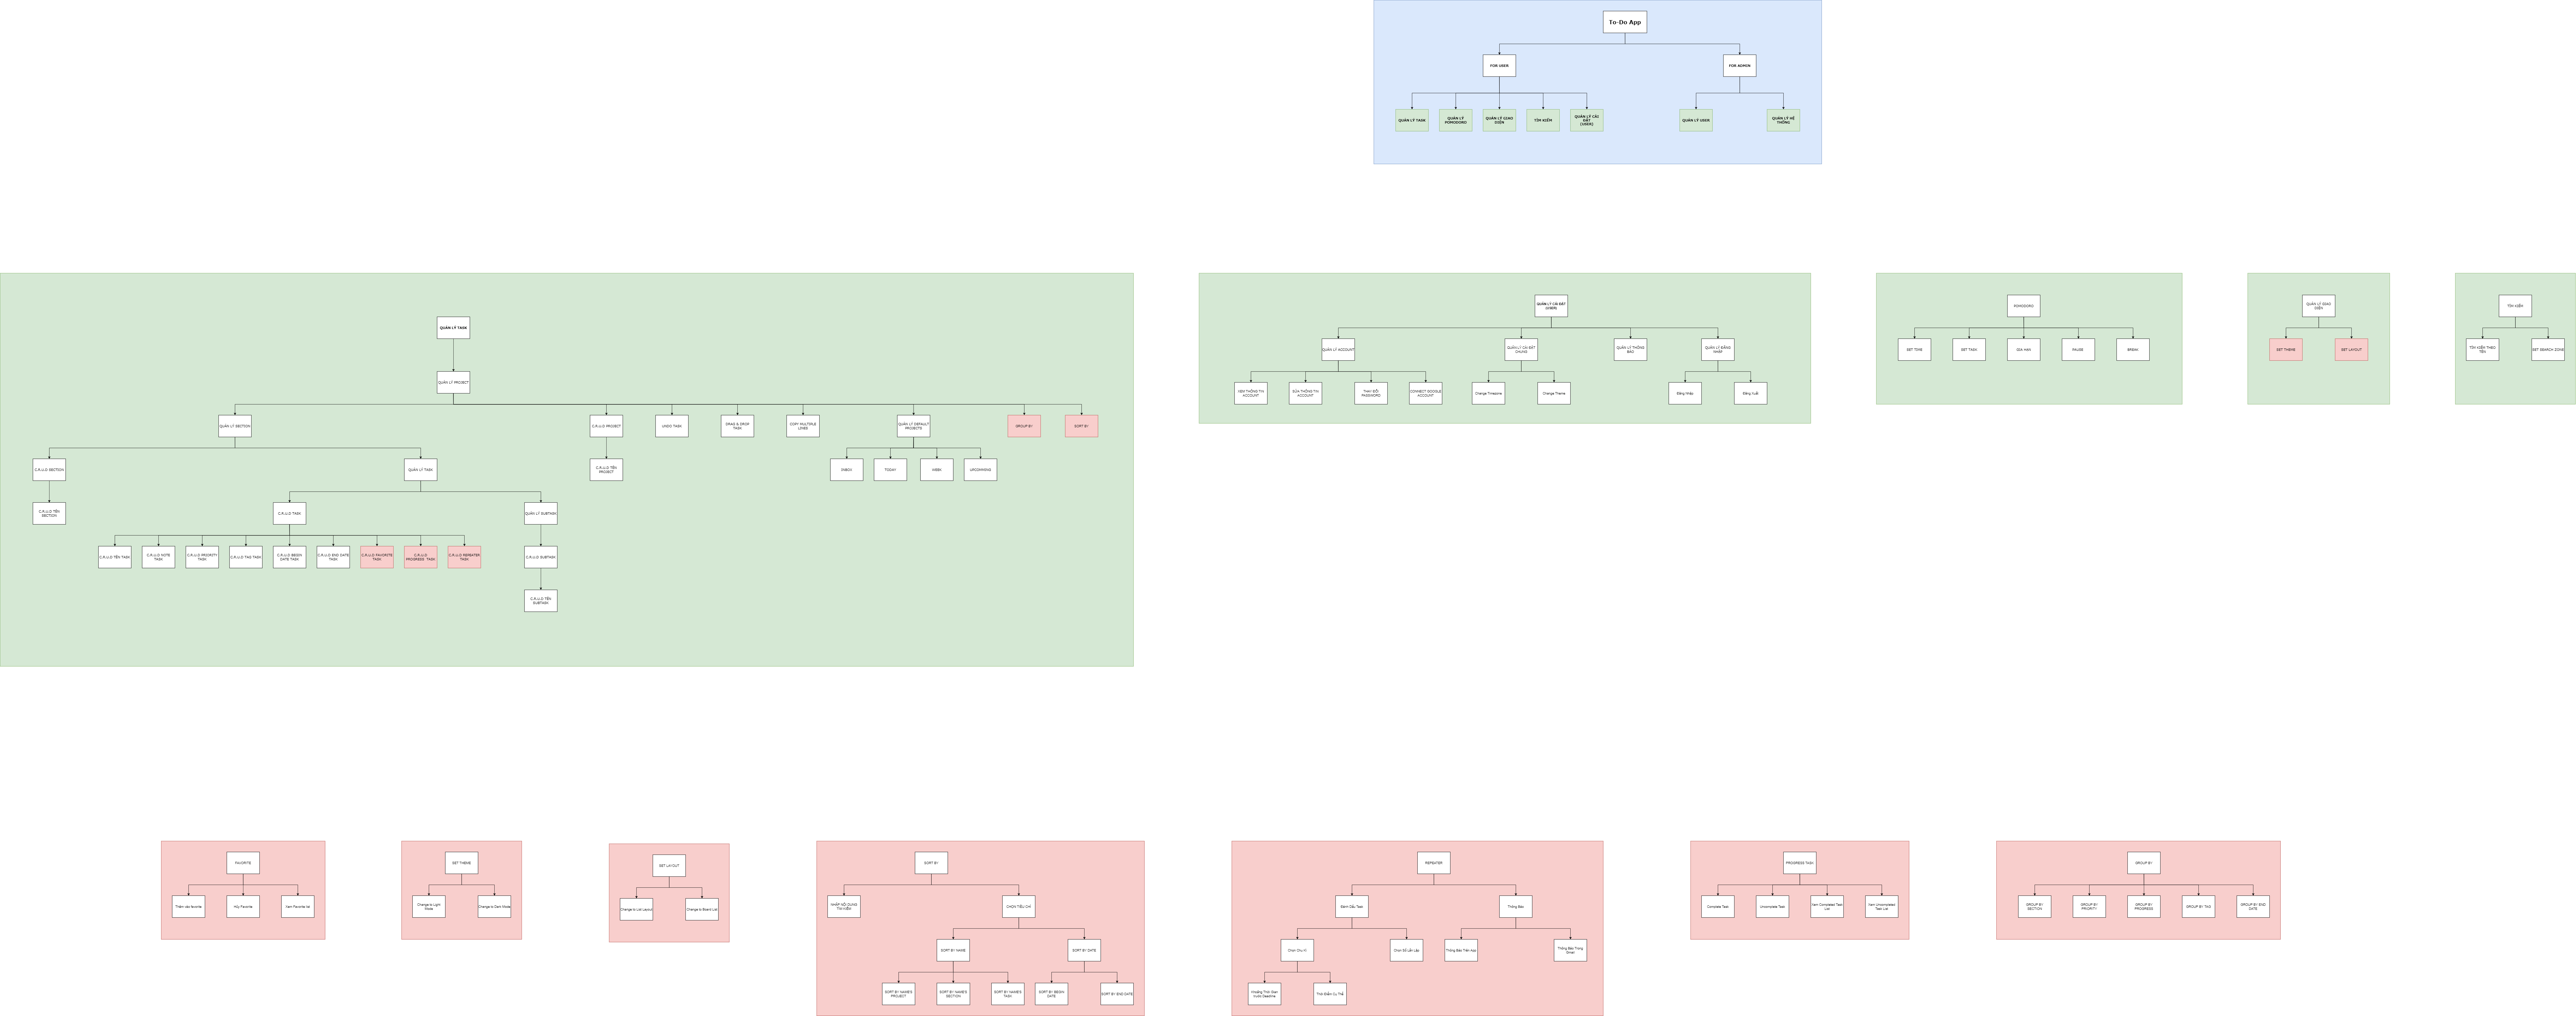 To-Do App
FOR USER
FOR ADMIN
QUẢN LÝ TASK
QUẢN LÝ
POMODORO
QUẢN LÝ GIAO
DIỆN
TÌM KIẾM
QUẢN LÝ CÀI
ĐẶT
(USER)
QUẢN LÝ USER
QUẢN LÝ HỆ
THỐNG
QUẢN LÝ TASK
QUẢN LÝ PROJECT
QUẢN LÝ SECTION
C.R.U.D PROJECT
UNDO TASK
DRAG & DROP
TASK
COPY MULTIPLE
LINES
QUẢN LÝ DEFAULT
PROJECTS
GROUP BY
SORT BY
C.R.U.D SECTION
QUẢN LÝ TASK
C.R.U.D TÊN
PROJECT
INBOX
TODAY
WEEK
UPCOMMING
C.R.U.D TÊN
SECTION
C.R.U.D TASK
QUẢN LÝ SUBTASK
C.R.U.D TÊN TASK
C.R.U.D NOTE
TASK
C.R.U.D PRIORITY
TASK
C.R.U.D TAG TASK
C.R.U.D BEGIN
DATE TASK
C.R.U.D END DATE
TASK
C.R.U.D FAVORITE
TASK
C.R.U.D
PROGRESS TASK
C.R.U.D REPEATER
TASK
C.R.U.D SUBTASK
C.R.U.D TÊN
SUBTASK
QUẢN LÝ CÀI ĐẶT
(USER)
QUẢN LÝ ACCOUNT
QUẢN LÝ CÀI ĐẶT
CHUNG
QUẢN LÝ THÔNG
BÁO
QUẢN LÝ ĐĂNG
NHẬP
XEM THÔNG TIN
ACCOUNT
SỬA THÔNG TIN
ACCOUNT
THAY ĐỔI
PASSWORD
CONNECT GOOGLE
ACCOUNT
Change Timezone
Change Theme
Đăng Nhập
Đăng Xuất
POMODORO
SET TIME
SET TASK
GIA HẠN
PAUSE
BREAK
QUẢN LÝ GIAO
DIỆN
SET THEME
SET LAYOUT
TÌM KIẾM
TÌM KIẾM THEO
TÊN
SET SEARCH ZONE
FAVORITE
Thêm vào favorite
Hủy Favorite
Xem Favorite list
SET THEME
Change to Light
Mode
Change to Dark Mode
SET LAYOUT
Change to List Layout
Change to Board List
SORT BY
NHẬP NỘI DUNG
TÌM KIẾM
CHỌN TIÊU CHÍ
SORT BY NAME
SORT BY DATE
SORT BY NAME'S
PROJECT
SORT BY NAME'S
SECTION
SORT BY NAME'S
TASK
SORT BY BEGIN
DATE
SORT BY END DATE
REPEATER
Đánh Dấu Task
Thông Báo
Chọn Chu Kì
Chọn Số Lần Lặp
Thông Báo Trên App
Thông Báo Trong
Gmail
Khoảng Thời Gian
trước Deadline
Thời Điểm Cụ Thể
PROGRESS TASK
Complete Task
Uncomplete Task
Xem Completed Task
List
Xem Uncompleted
Task List
GROUP BY
GROUP BY
SECTION
GROUP BY
PRIORITY
GROUP BY
PROGRESS
GROUP BY TAG
GROUP BY END
DATE